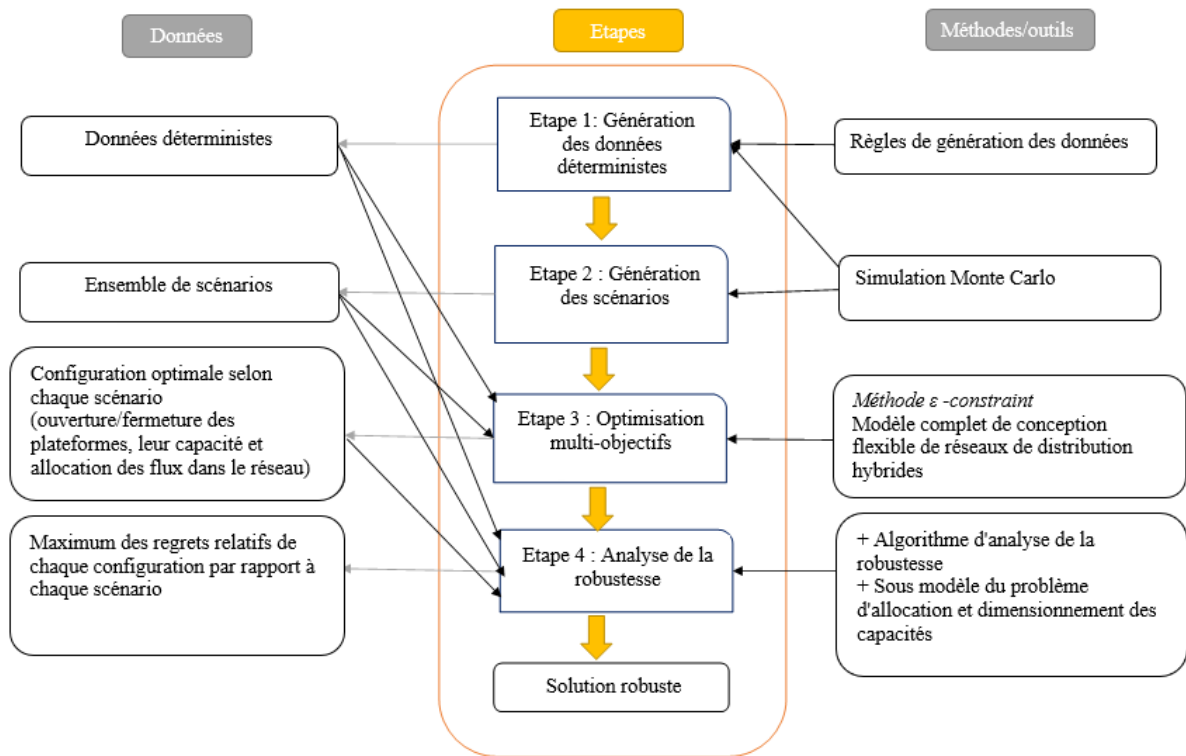 Données
Etapes
Méthodes/outils
Données déterministes
Etape 1: Génération
des données
déterministes
Règles de génération des données
Ensemble de scénarios
Etape 2 : Génération
des scénarios
Simulation Monte Carlo
Configuration optimale selon
chaque scénario
(ouverture/fermeture des
plateformes, leur capacité et
allocation des flux dans le réseau)
Etape 3 : Optimisation
multi-objectifs
Méthode ε -constraint
Modèle complet de conception
flexible de réseaux de distribution
hybrides
Maximum des regrets relatifs de
chaque configuration par rapport à
chaque scénario
Etape 4 : Analyse de la
robustesse
+ Algorithme d'analyse de la
robustesse
+ Sous modèle du problème
d'allocation et dimensionnement des
capacités
Solution robuste